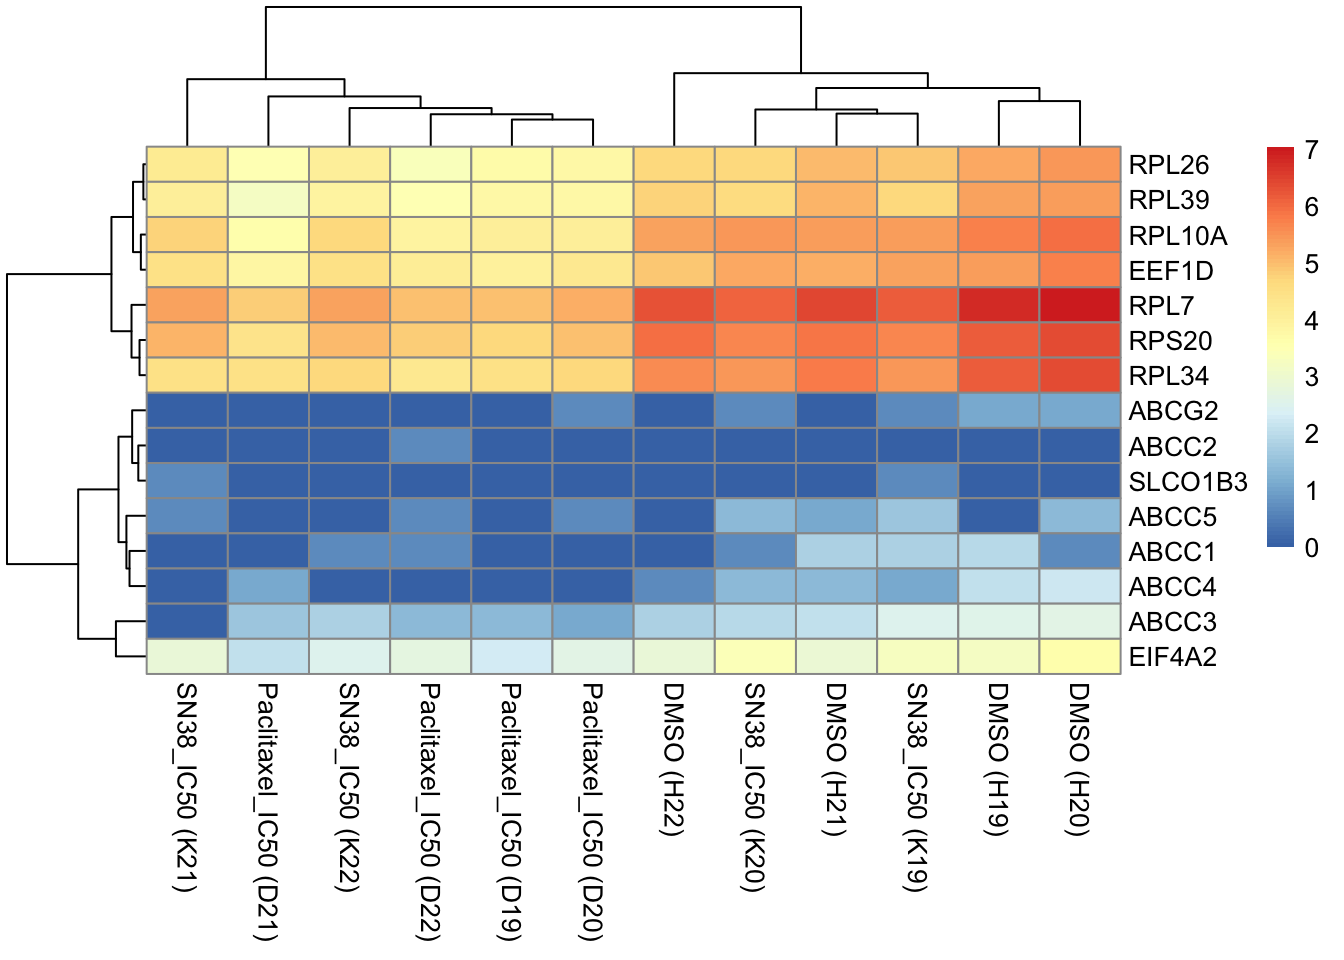 7
6
5
4
3
2
1
0
RPL26
RPL39
RPL10A
EEF1D
RPL7
RPS20
RPL34
ABCG2
ABCC2
SLCO1B3
ABCC5
ABCC1
ABCC4
ABCC3
EIF4A2
SN38_IC50 (K21)
Paclitaxel_IC50 (D21)
SN38_IC50 (K22)
Paclitaxel_IC50 (D22)
Paclitaxel_IC50 (D19)
Paclitaxel_IC50 (D20)
DMSO (H22)
SN38_IC50 (K20)
DMSO (H21)
SN38_IC50 (K19)
DMSO (H19)
DMSO (H20)